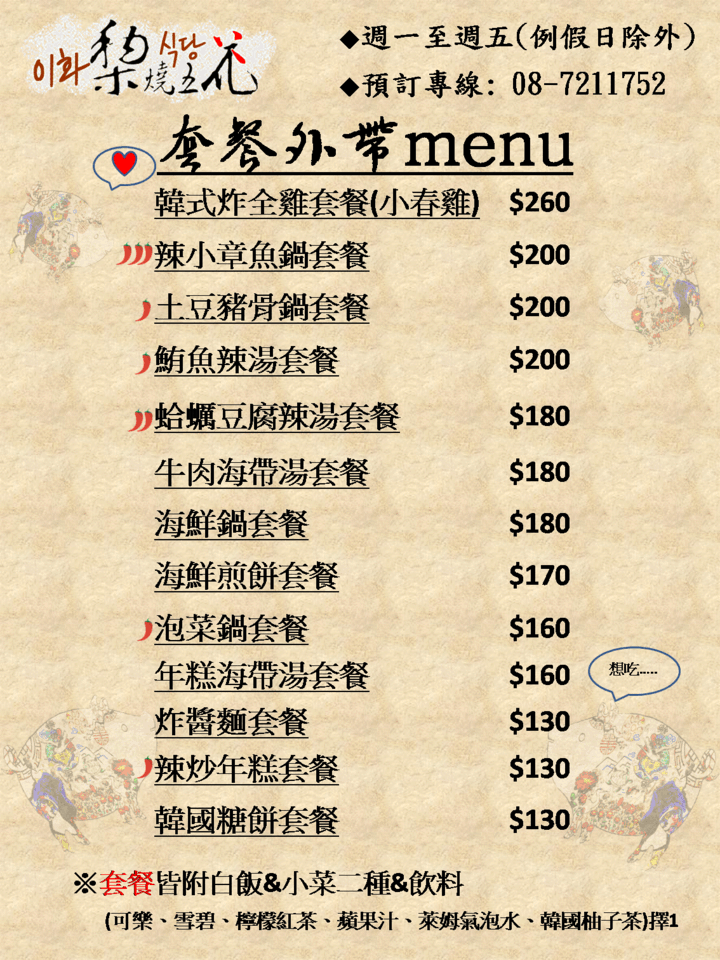 이화 梨花 식당
燒五
◆週一至週五(例假日除外)
◆預訂專線: 08-7211752
套餐外帶menu
韓式炸全雞套餐(小春雞) $260
辣小章魚鍋套餐 $200
土豆豬骨鍋套餐 $200
鮪魚辣湯套餐 $200
蛤蠣豆腐辣湯套餐 $180
牛肉海帶湯套餐 $180
海鮮鍋套餐 $180
海鮮煎餅套餐 $170
泡菜鍋套餐 $160
年糕海帶湯套餐 $160
想吃.....
炸醬麵套餐 $130
辣炒年糕套餐 $130
韓國糖餅套餐 $130
※套餐皆附白飯&小菜二種&飲料
(可樂、雪碧、檸檬紅茶、蘋果汁、萊姆氣泡水、韓國柚子茶)擇1